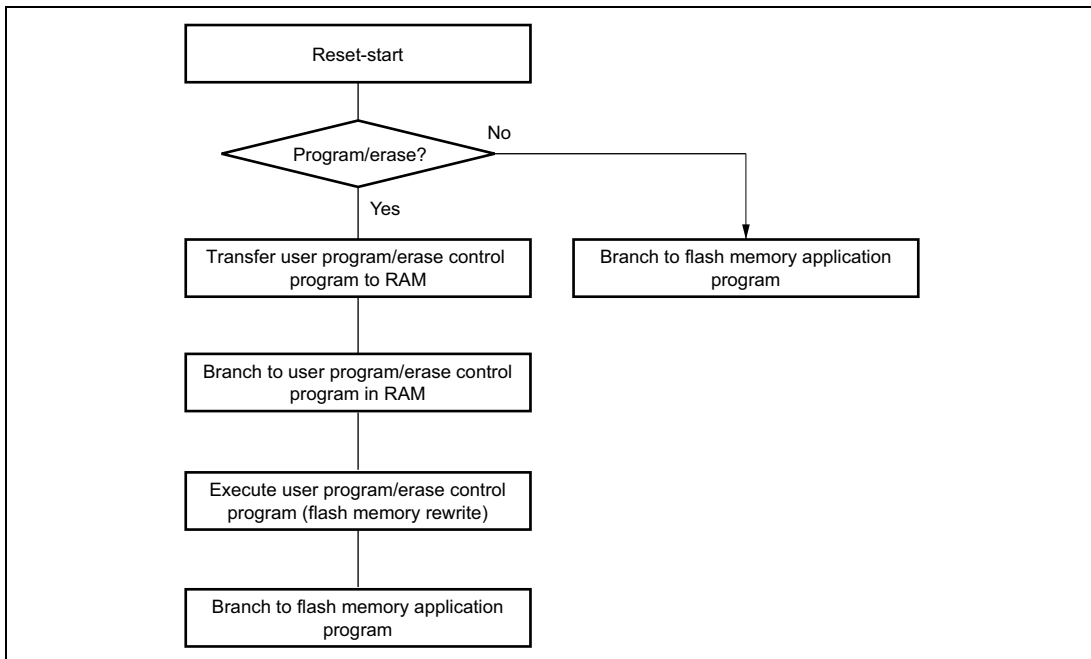 Reset-start
No
Program/erase?
Yes
Transfer user program/erase control
program to RAM
Branch to flash memory application
program
Branch to user program/erase control
program in RAM
Execute user program/erase control
program (flash memory rewrite)
Branch to flash memory application
program